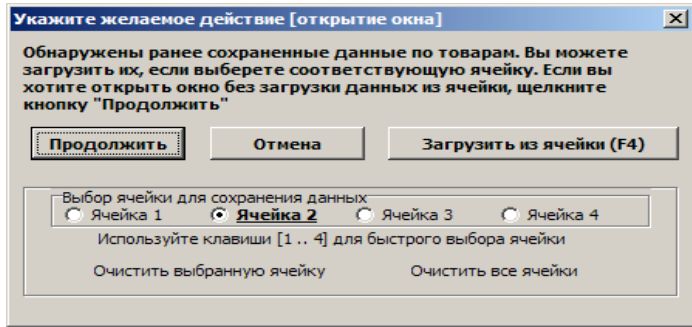 Укажите желаемое действие [открытие окна]
Обнаружены ранее сохраненные данные по товарам. Вы можете
загрузить их, если выберете соответствующую ячейку. Если вы
хотите открыть окно без загрузки данных из ячейки, щелкните
кнопку "Продолжить"
Продолжить Отмена Загрузить из ячейки (F4)
Выбор ячейки для сохранения данных
Ячейка 1 Ячейка 2 Ячейка 3 Ячейка 4
Используйте клавиши [1 .. 4] для быстрого выбора ячейки
Очистить выбранную ячейку Очистить все ячейки